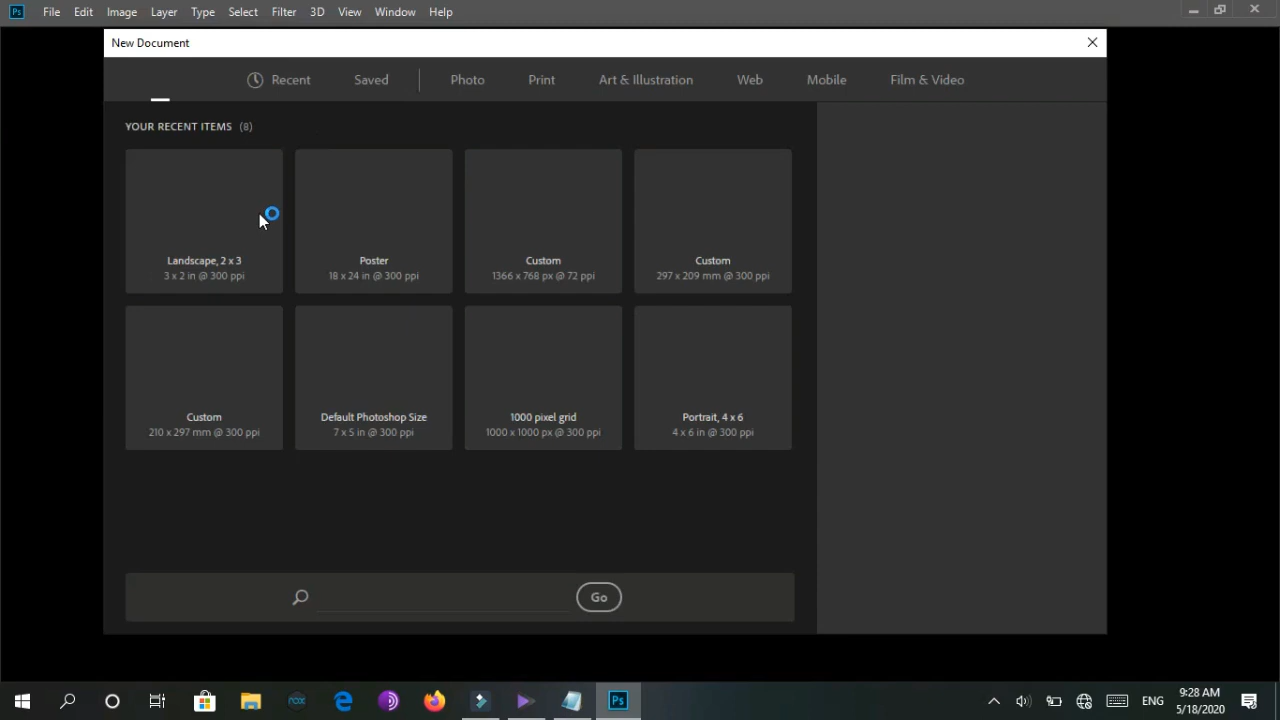 Ps File Edit Image Layer Type Select Filter 3D View Window Help
New Document
Recent Saved Photo Print Art & Illustration Web Mobile Film & Video
YOUR RECENT ITEMS (8)
Landscape, 2 x 3
3 x 2 in @ 300 ppi
Poster
18 x 24 in @ 300 ppi
Custom
1366 x 768 px @ 72 ppi
Custom
297 x 209 mm @ 300 ppi
Custom
210 x 297 mm @ 300 ppi
Default Photoshop Size
7 x 5 in @ 300 ppi
1000 pixel grid
1000 x 1000 px @ 300 ppi
Portrait, 4 x 6
4 x 6 in @ 300 ppi
Go
nox
Ps
ENG
9:28 AM
5/18/2020